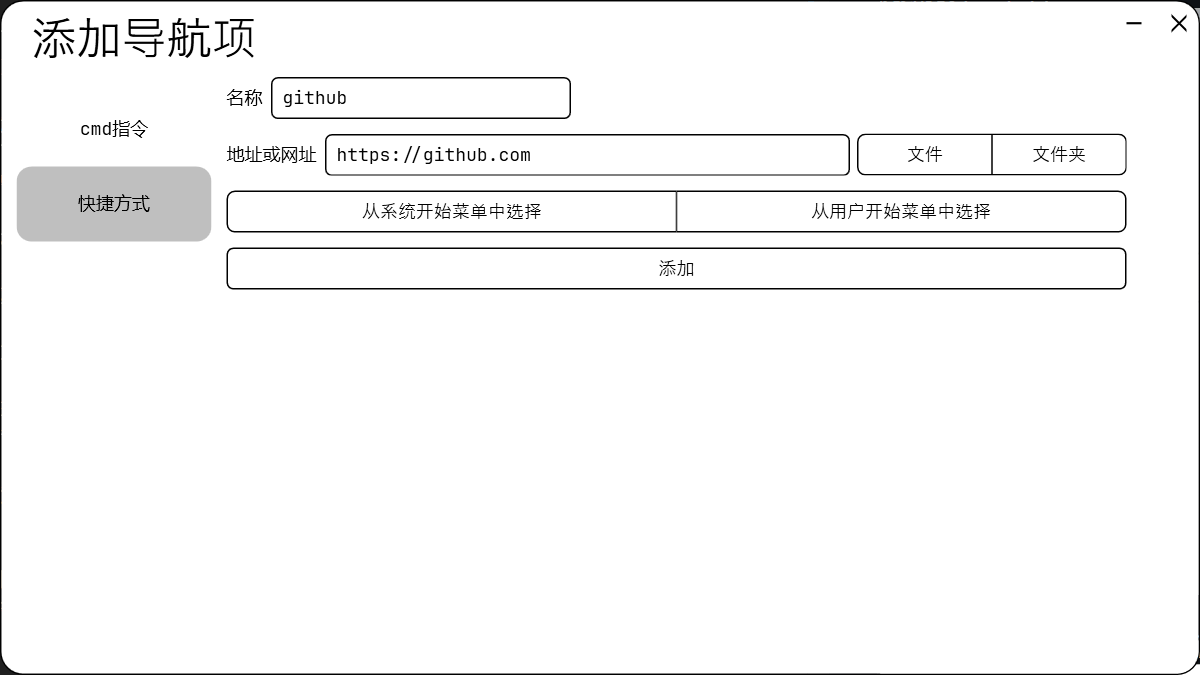 添加导航项
cmd指令
快捷方式
名称 github
地址或网址 https://github.com 文件 文件夹
从系统开始菜单中选择 从用户开始菜单中选择
添加